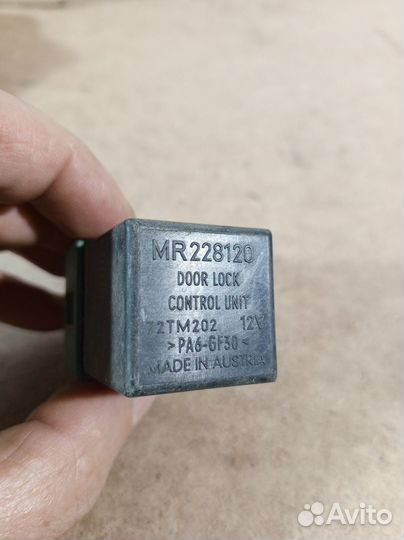 MR228120
DOOR LOCK
CONTROL UNIT
72TM202 12V
>PA6-GF30<
MADE IN AUSTRIA
Avito